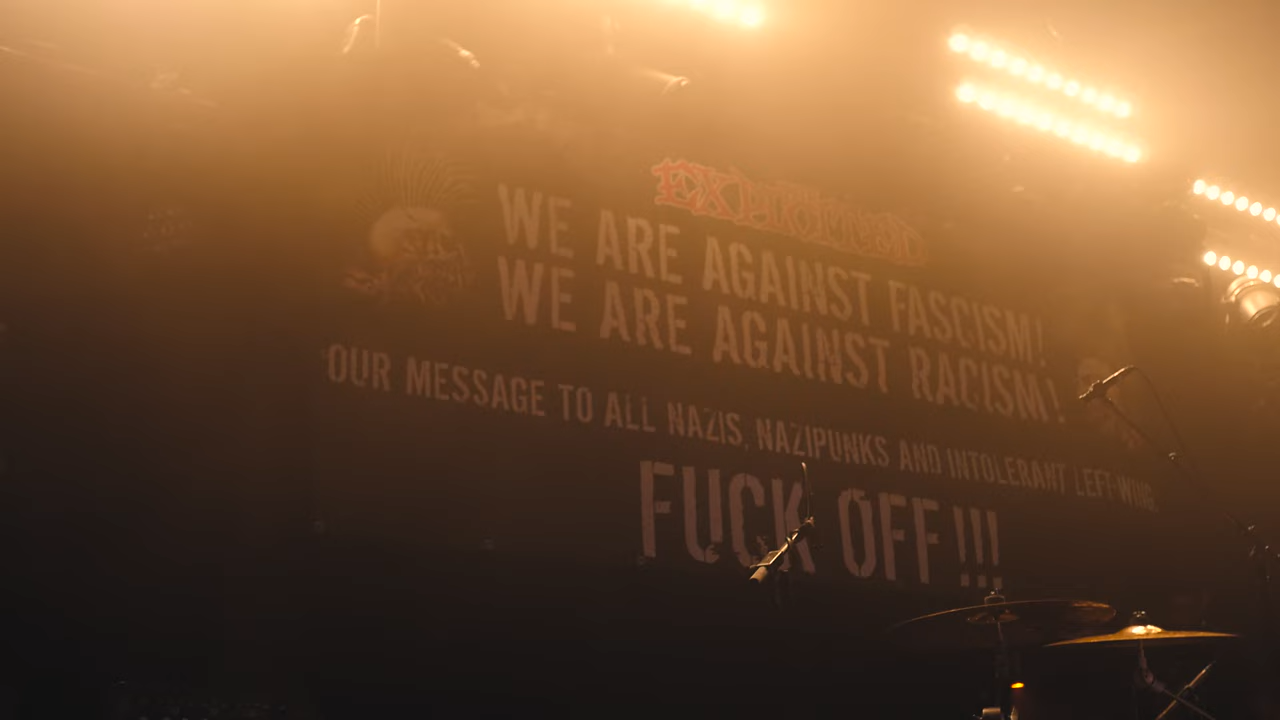 EXPLOITED
WE ARE AGAINST FASCISM!
WE ARE AGAINST RACISM!
OUR MESSAGE TO ALL NAZIS, NAZIPUNKS AND INTOLERANT LEFT WING
FUCK OFF!!!